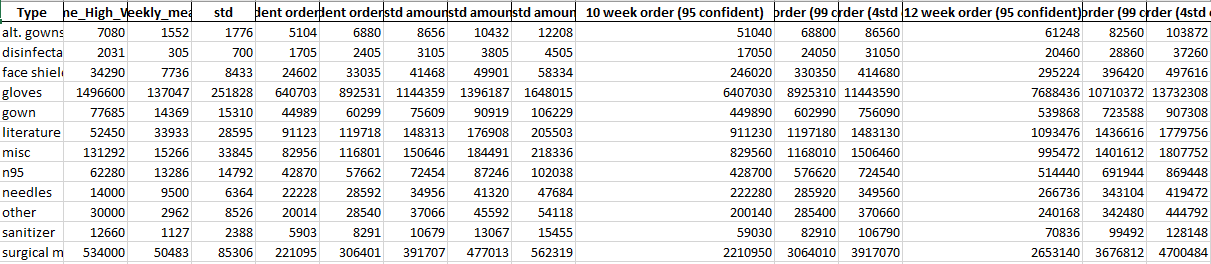 Type ne_High_V eekly_mea std dent order dent order std amoun std amoun std amoun 10 week order (95 confident) order (99 c rder (4std 12 week order (95 confident) order (99 c rder (4std c
alt. gowns 7080 1552 1776 5104 6880 8656 10432 12208 51040 68800 86560 61248 82560 103872
disinfecta 2031 305 700 1705 2405 3105 3805 4505 17050 24050 31050 20460 28860 37260
face shiel 34290 7736 8433 24602 33035 41468 49901 58334 246020 330350 414680 295224 396420 497616
gloves 1496600 137047 251828 640703 892531 1144359 1396187 1648015 6407030 8925310 11443590 7688436 10710372 13732308
gown 77685 14369 15310 44989 60299 75609 90919 106229 449890 602990 756090 539868 723588 907308
literature 52450 33933 28595 91123 119718 148313 176908 205503 911230 1197180 1483130 1093476 1436616 1779756
misc 131292 15266 33845 82956 116801 150646 184491 218336 829560 1168010 1506460 995472 1401612 1807752
n95 62280 13286 14792 42870 57662 72454 87246 102038 428700 576620 724540 514440 691944 869448
needles 14000 9500 6364 22228 28592 34956 41320 47684 222280 285920 349560 266736 343104 419472
other 30000 2962 8526 20014 28540 37066 45592 54118 200140 285400 370660 240168 342480 444792
sanitizer 12660 1127 2388 5903 8291 10679 13067 15455 59030 82910 106790 70836 99492 128148
surgical m 534000 50483 85306 221095 306401 391707 477013 562319 2210950 3064010 3917070 2653140 3676812 4700484